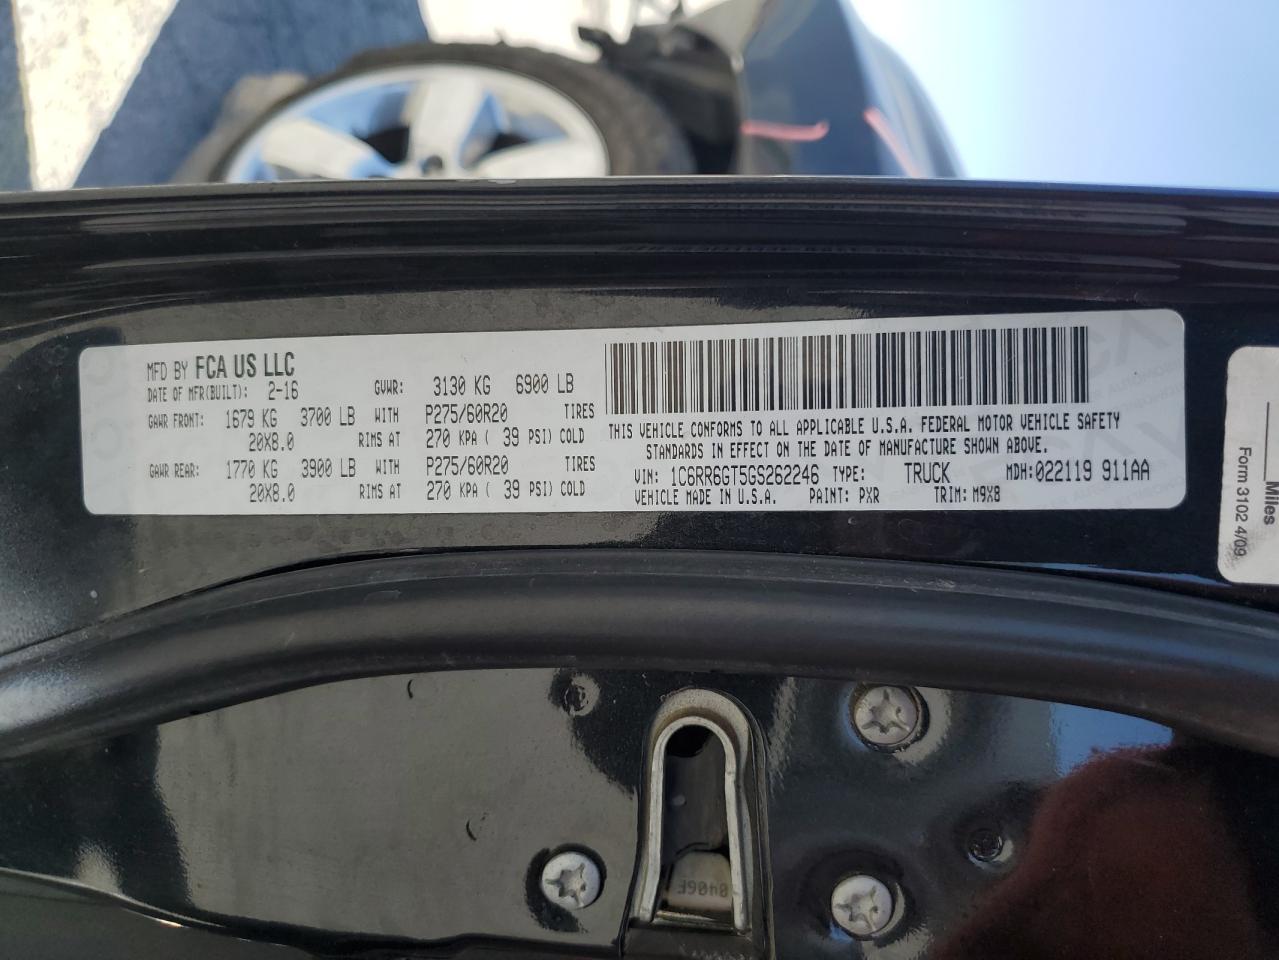 MFD BY FCA US LLC
DATE OF MFR(BUILT): 2-16 GVWR: 3130 KG 6900 LB
GAWR FRONT: 1679 KG 3700 LB WITH P275/60R20 TIRES
20X8.0 RIMS AT 270 KPA ( 39 PSI) COLD
GAWR REAR: 1770 KG 3900 LB WITH P275/60R20 TIRES
20X8.0 RIMS AT 270 KPA ( 39 PSI) COLD
THIS VEHICLE CONFORMS TO ALL APPLICABLE U.S.A. FEDERAL MOTOR VEHICLE SAFETY
STANDARDS IN EFFECT ON THE DATE OF MANUFACTURE SHOWN ABOVE.
VIN: 1C6RR6GT5GS262246 TYPE: TRUCK MDH: 022119 911AA
VEHICLE MADE IN U.S.A. PAINT: PXR TRIM: M9X8
Miles
Form 3102 4/09
0406F